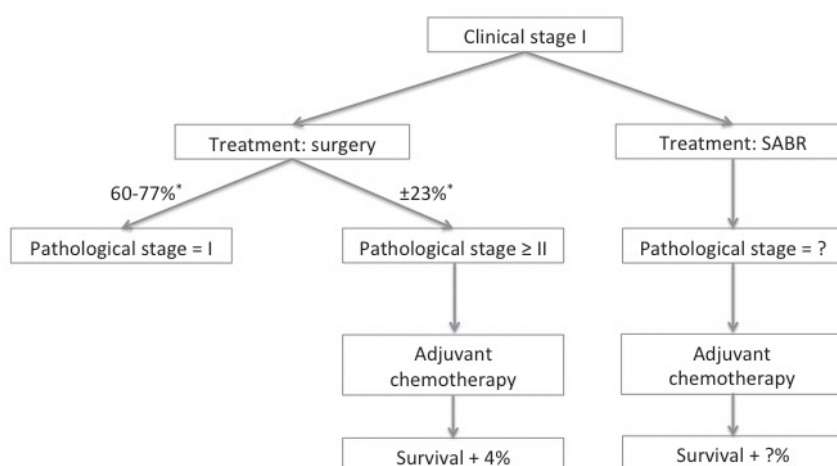 Clinical stage I
Treatment: surgery
Treatment: SABR
60-77%*
±23%*
Pathological stage = I
Pathological stage ≥ II
Pathological stage = ?
Adjuvant
chemotherapy
Adjuvant
chemotherapy
Survival + 4%
Survival + ?%